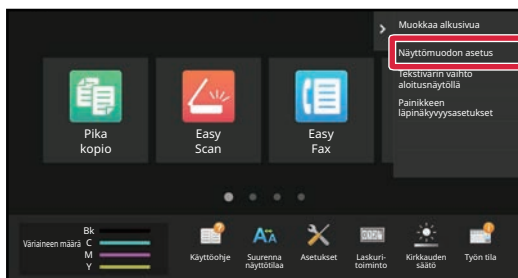 Muokkaa alkusivua
Näyttömuodon asetus
Tekstivärin vaihto
aloitusnäytöllä
Painikkeen
läpinäkyvyysasetukset
Pika
kopio
Easy
Scan
Easy
Fax
Väriaineen määrä
Bk
C
M
Y
Käyttöohje
Suurenna
näyttötilaa
Asetukset
Laskuri-
toiminto
Kirkkauden
säätö
Työn tila